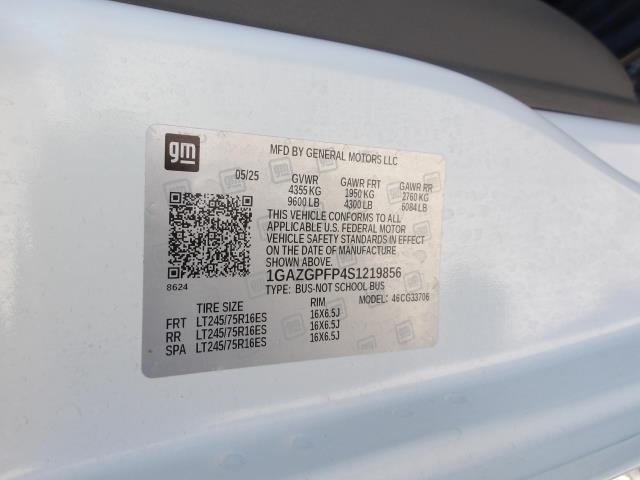 gm
MFD BY GENERAL MOTORS LLC
05/25 GVWR GAWR FRT GAWR RR
4355 KG 1950 KG 2760 KG
9600 LB 4300 LB 6084 LB
THIS VEHICLE CONFORMS TO ALL
APPLICABLE U.S. FEDERAL MOTOR
VEHICLE SAFETY STANDARDS IN EFFECT
ON THE DATE OF MANUFACTURE
SHOWN ABOVE.
1GAZGPFP4S1219856
8624
TYPE: BUS-NOT SCHOOL BUS
MODEL: 46CG33706
TIRE SIZE RIM
FRT LT245/75R16ES 16X6.5J
RR LT245/75R16ES 16X6.5J
SPA LT245/75R16ES 16X6.5J